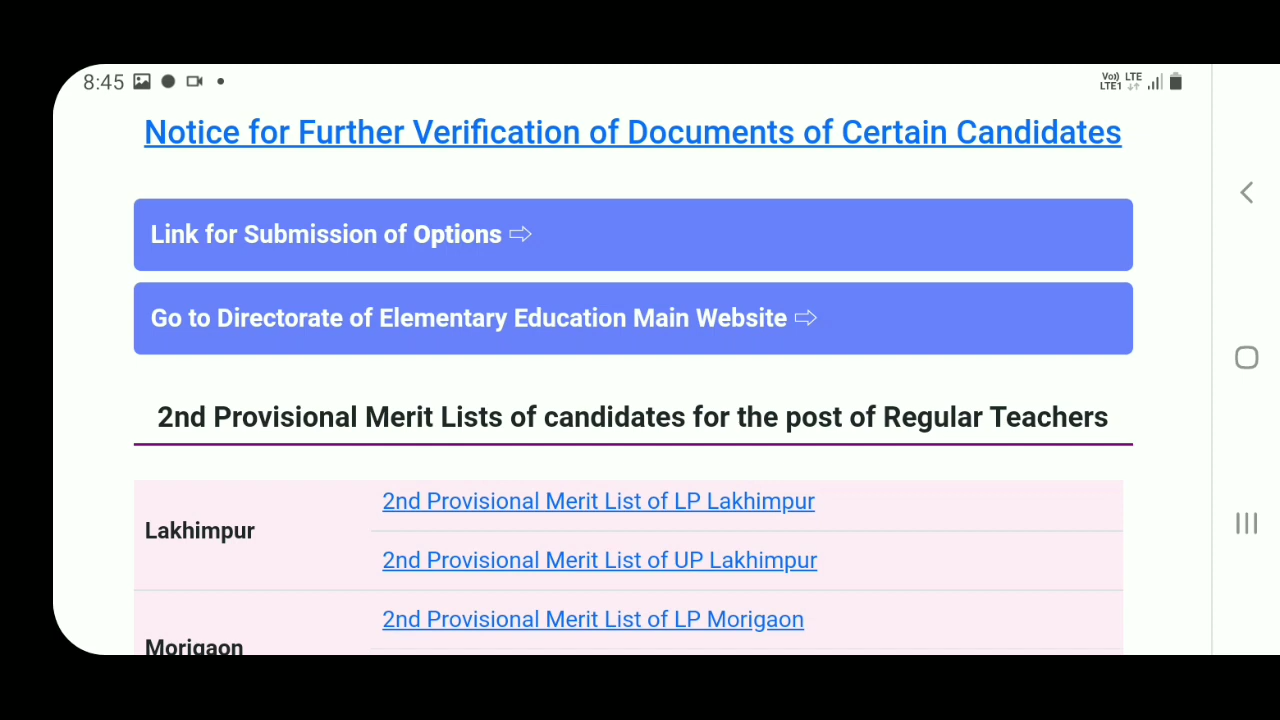 8:45
Vo)) LTE
LTE1
Notice for Further Verification of Documents of Certain Candidates
Link for Submission of Options ⇨
Go to Directorate of Elementary Education Main Website ⇨
2nd Provisional Merit Lists of candidates for the post of Regular Teachers
Lakhimpur
2nd Provisional Merit List of LP Lakhimpur
2nd Provisional Merit List of UP Lakhimpur
Morigaon
2nd Provisional Merit List of LP Morigaon